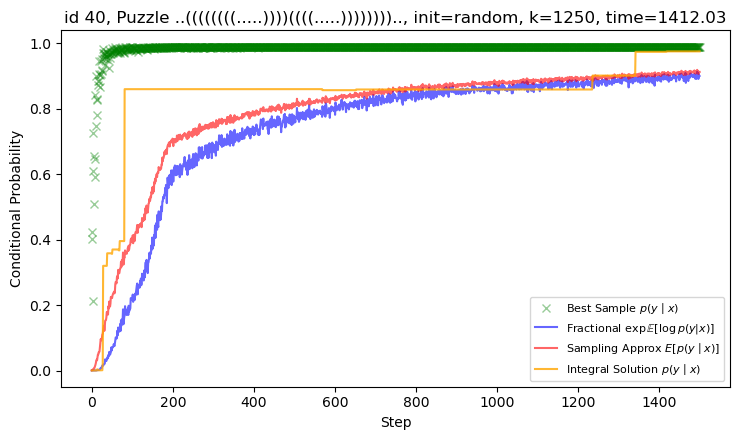 id 40, Puzzle ..((((((((.....))))((((.....)))))))).., init=random, k=1250, time=1412.03
Conditional Probability
1.0
0.8
0.6
0.4
0.2
0.0
0 200 400 600 800 1000 1200 1400
Step
Best Sample p(y | x)
Fractional exp𝔼[log p(y|x)]
Sampling Approx E[p(y | x)]
Integral Solution p(y | x)